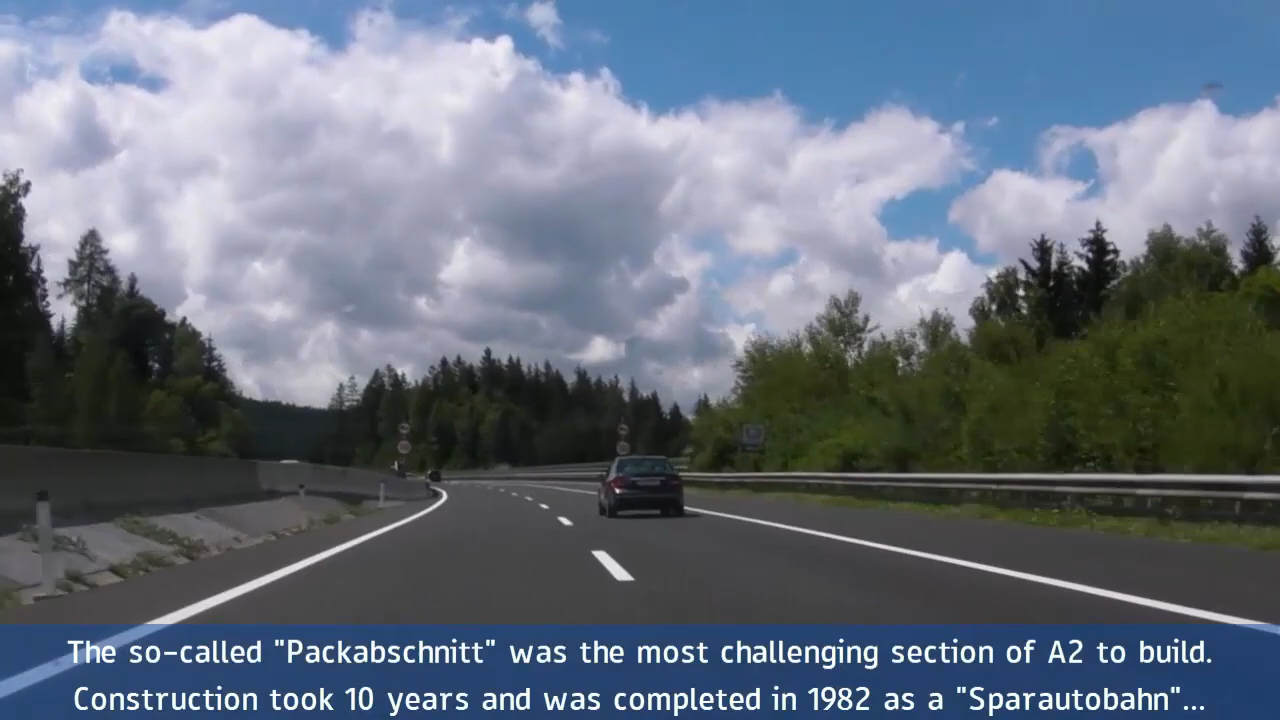 The so-called "Packabschnitt" was the most challenging section of A2 to build.
Construction took 10 years and was completed in 1982 as a "Sparautobahn"...